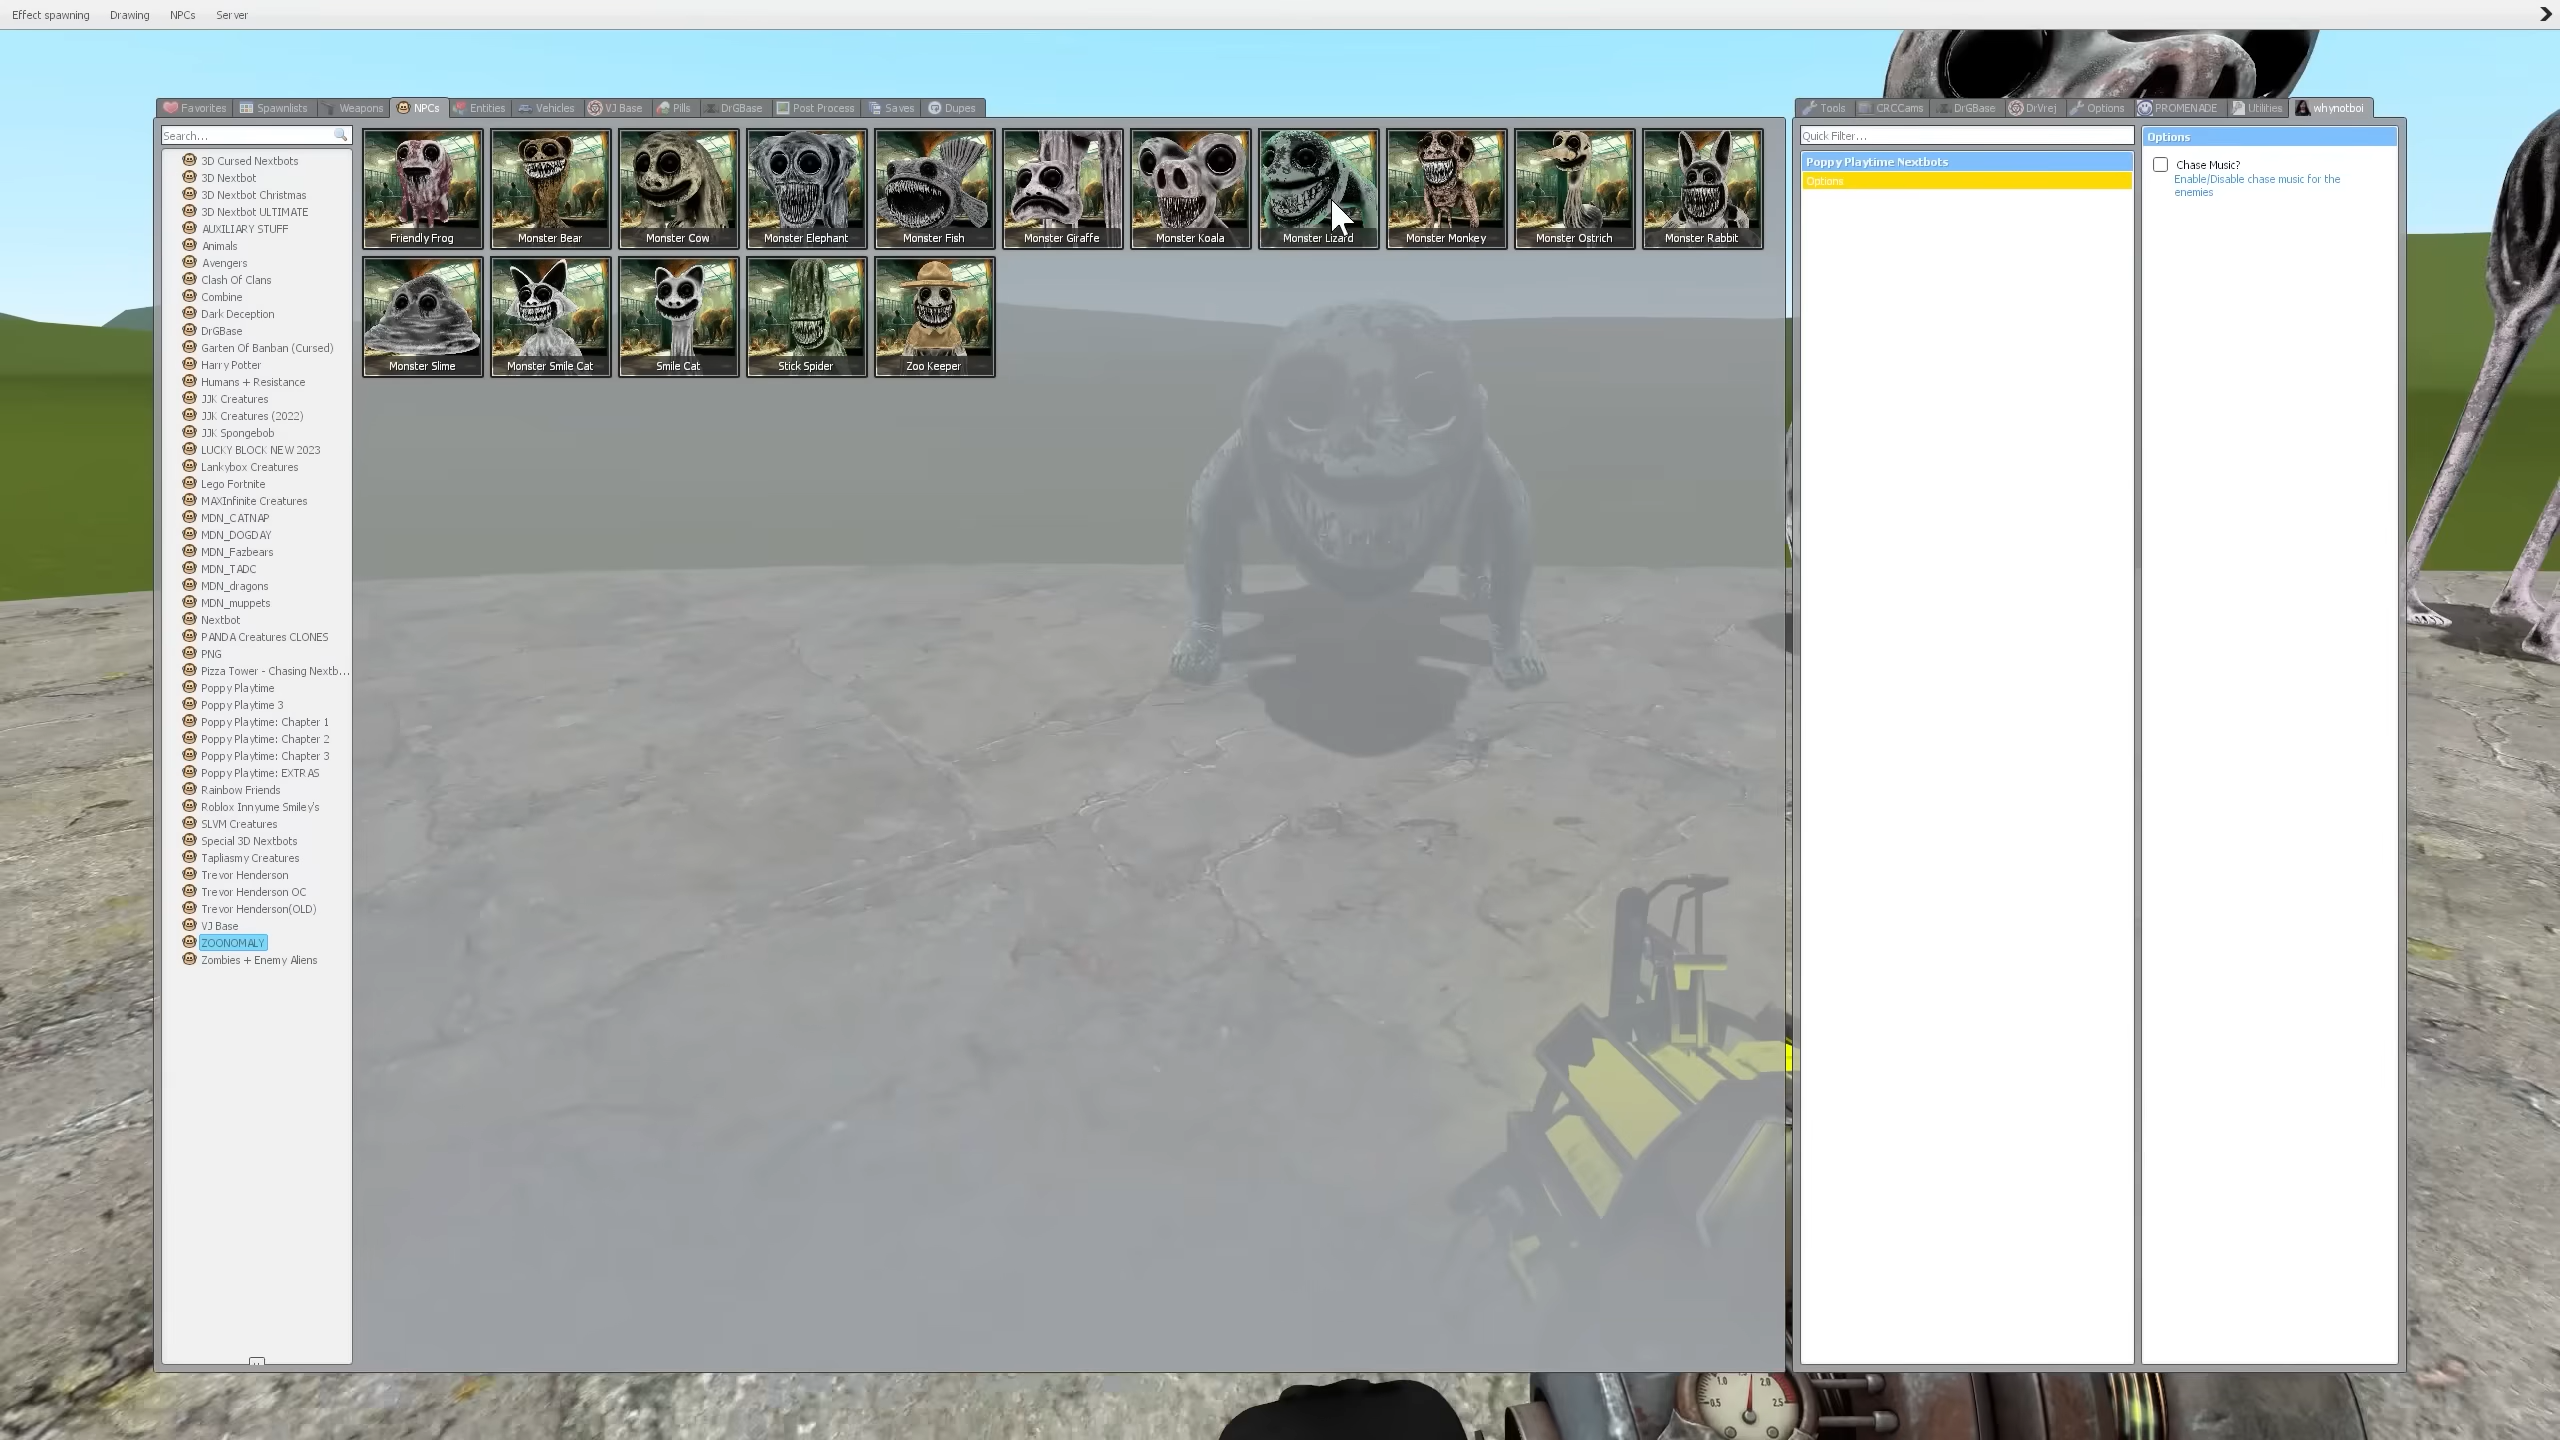 Effect spawning Drawing NPCs Server
Favorites Spawnlists Weapons NPCs Entities Vehicles VJ Base Pills DrGBase Post Process Saves Dupes
Search...
3D Cursed Nextbots
3D Nextbot
3D Nextbot Christmas
3D Nextbot ULTIMATE
AUXILIARY STUFF
Animals
Avengers
Clash Of Clans
Combine
Dark Deception
DrGBase
Garten Of Banban (Cursed)
Harry Potter
Humans + Resistance
JJK Creatures
JJK Creatures (2022)
JJK Spongebob
LUCKY BLOCK NEW 2023
Lankybox Creatures
Lego Fortnite
MAXInfinite Creatures
MDN_CATNAP
MDN_DOGDAY
MDN_Fazbears
MDN_TADC
MDN_dragons
MDN_muppets
Nextbot
PANDA Creatures CLONES
PNG
Pizza Tower - Chasing Nextb...
Poppy Playtime
Poppy Playtime 3
Poppy Playtime: Chapter 1
Poppy Playtime: Chapter 2
Poppy Playtime: Chapter 3
Poppy Playtime: EXTRAS
Rainbow Friends
Roblox Innyume Smiley's
SLVM Creatures
Special 3D Nextbots
Tapliasmy Creatures
Trevor Henderson
Trevor Henderson OC
Trevor Henderson(OLD)
VJ Base
ZOONOMALY
Zombies + Enemy Aliens
Friendly Frog Monster Bear Monster Cow Monster Elephant Monster Fish Monster Giraffe Monster Koala Monster Lizard Monster Monkey Monster Ostrich Monster Rabbit
Monster Slime Monster Smile Cat Smile Cat Stick Spider Zoo Keeper
Tools CRCCams DrGBase DrVrej Options PROMENADE Utilities whynotboi
Quick Filter...
Poppy Playtime Nextbots
Options
Options
Chase Music?
Enable/Disable chase music for the
enemies
0.5 1.0 2.0 2.5